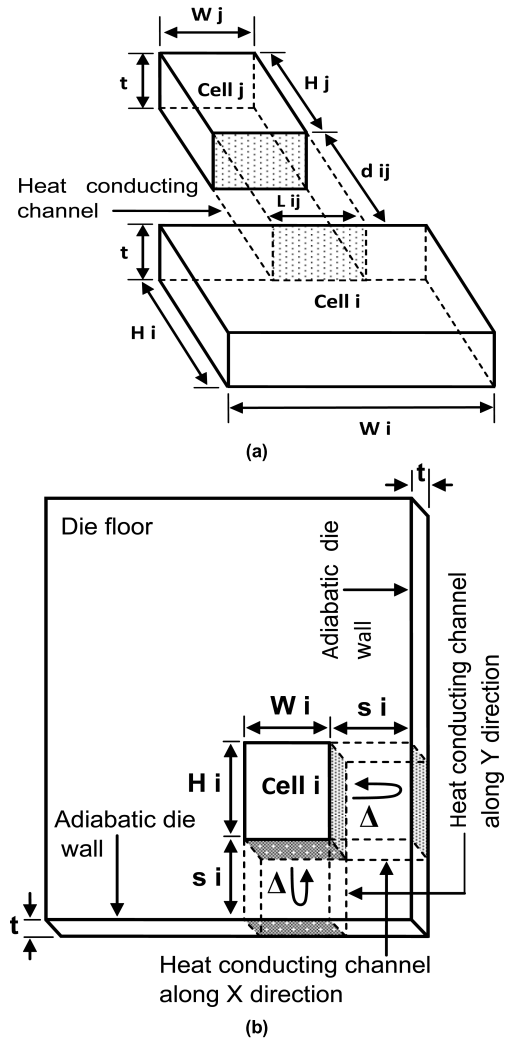 W j
t
Cell j
H j
d ij
Heat conducting
channel
L ij
t
Cell i
H i
W i
(a)
t
Die floor
Adiabatic die
wall
W i
s i
H i
Cell i
Δ
Heat conducting channel
along Y direction
Adiabatic die
wall
s i
Δ
t
Heat conducting channel
along X direction
(b)